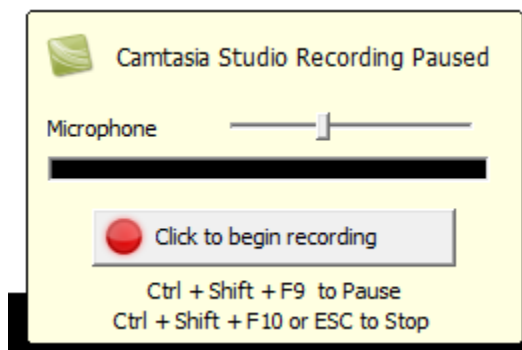 Camtasia Studio Recording Paused
Microphone
Click to begin recording
Ctrl + Shift + F9 to Pause
Ctrl + Shift + F10 or ESC to Stop